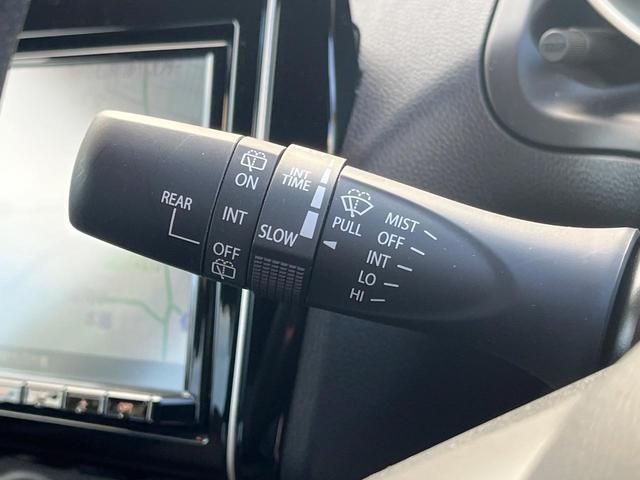 REAR
ON
INT
OFF
INT
TIME
SLOW
PULL
MIST
OFF
INT
LO
HI